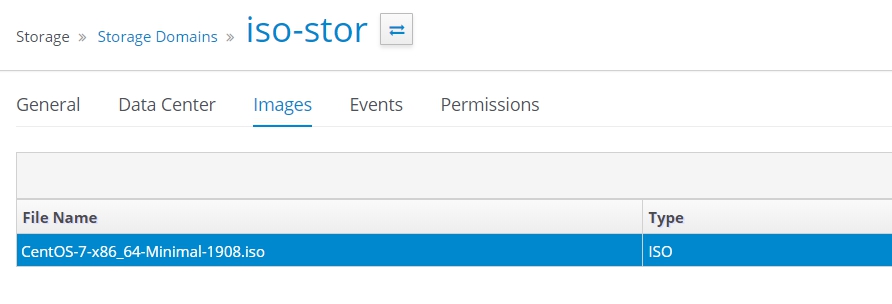 Storage » Storage Domains » iso-stor
General Data Center Images Events Permissions
File Name Type
CentOS-7-x86_64-Minimal-1908.iso ISO